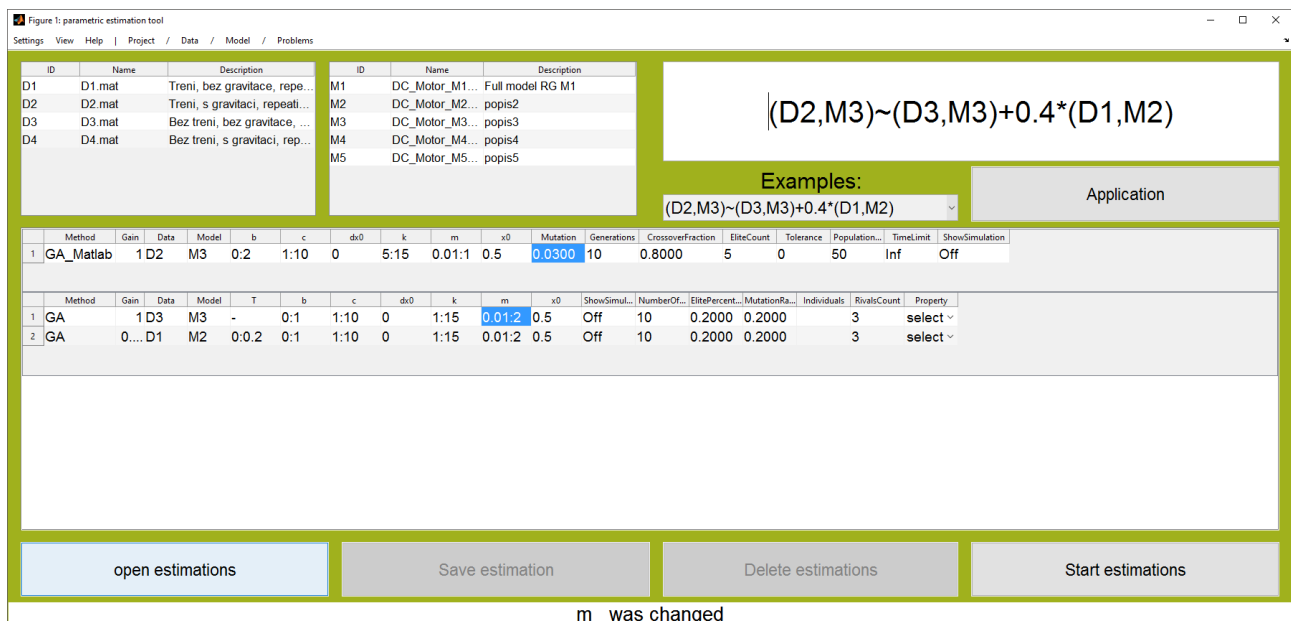 Figure 1: parametric estimation tool
Settings View Help | Project / Data / Model / Problems
ID Name Description
D1 D1.mat Treni, bez gravitace, repe...
D2 D2.mat Treni, s gravitaci, repeati...
D3 D3.mat Bez treni, bez gravitace, ...
D4 D4.mat Bez treni, s gravitaci, rep...
ID Name Description
M1 DC_Motor_M1... Full model RG M1
M2 DC_Motor_M2... popis2
M3 DC_Motor_M3... popis3
M4 DC_Motor_M4... popis4
M5 DC_Motor_M5... popis5
(D2,M3)~(D3,M3)+0.4*(D1,M2)
Examples:
(D2,M3)~(D3,M3)+0.4*(D1,M2)
Application
Method Gain Data Model b c dx0 k m x0 Mutation Generations CrossoverFraction EliteCount Tolerance Population... TimeLimit ShowSimulation
1 GA_Matlab 1 D2 M3 0:2 1:10 0 5:15 0.01:1 0.5 0.0300 10 0.8000 5 0 50 Inf Off
Method Gain Data Model T b c dx0 k m x0 ShowSimul... NumberOf... ElitePercent... MutationRa... Individuals RivalsCount Property
1 GA 1 D3 M3 - 0:1 1:10 0 1:15 0.01:2 0.5 Off 10 0.2000 0.2000 3 select
2 GA 0.... D1 M2 0:0.2 0:1 1:10 0 1:15 0.01:2 0.5 Off 10 0.2000 0.2000 3 select
open estimations
Save estimation
Delete estimations
Start estimations
m was changed